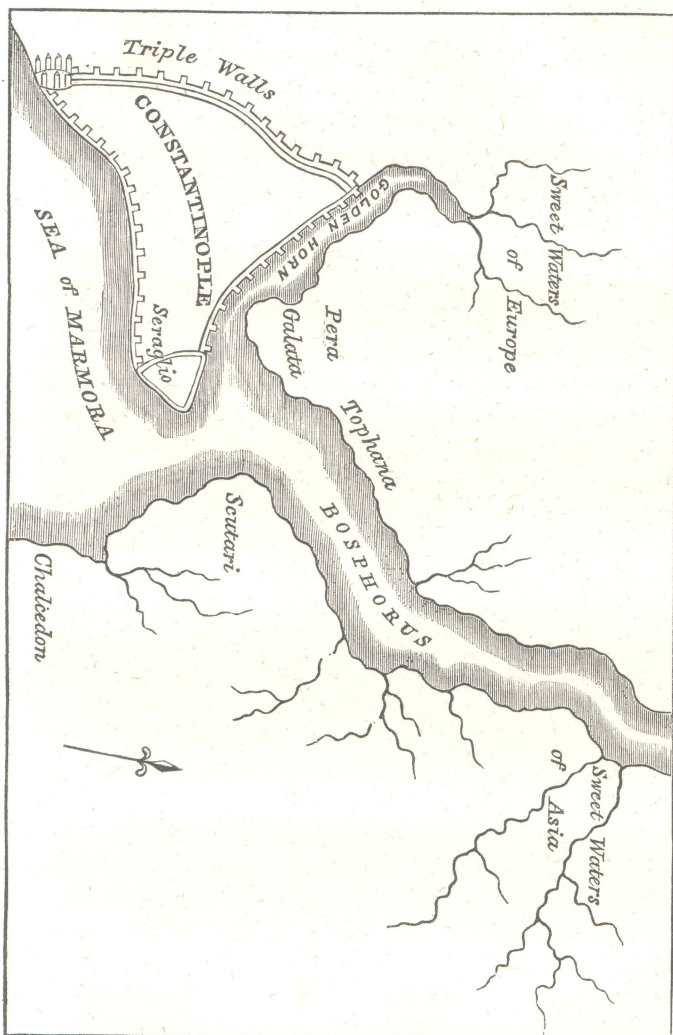 Triple Walls
CONSTANTINOPLE
GOLDEN HORN
Sweet Waters
of
Europe
Pera
Galata
Seraglio
SEA of MARMORA
Tophana
BOSPHORUS
Scutari
Chalcedon
Sweet Waters
of Asia